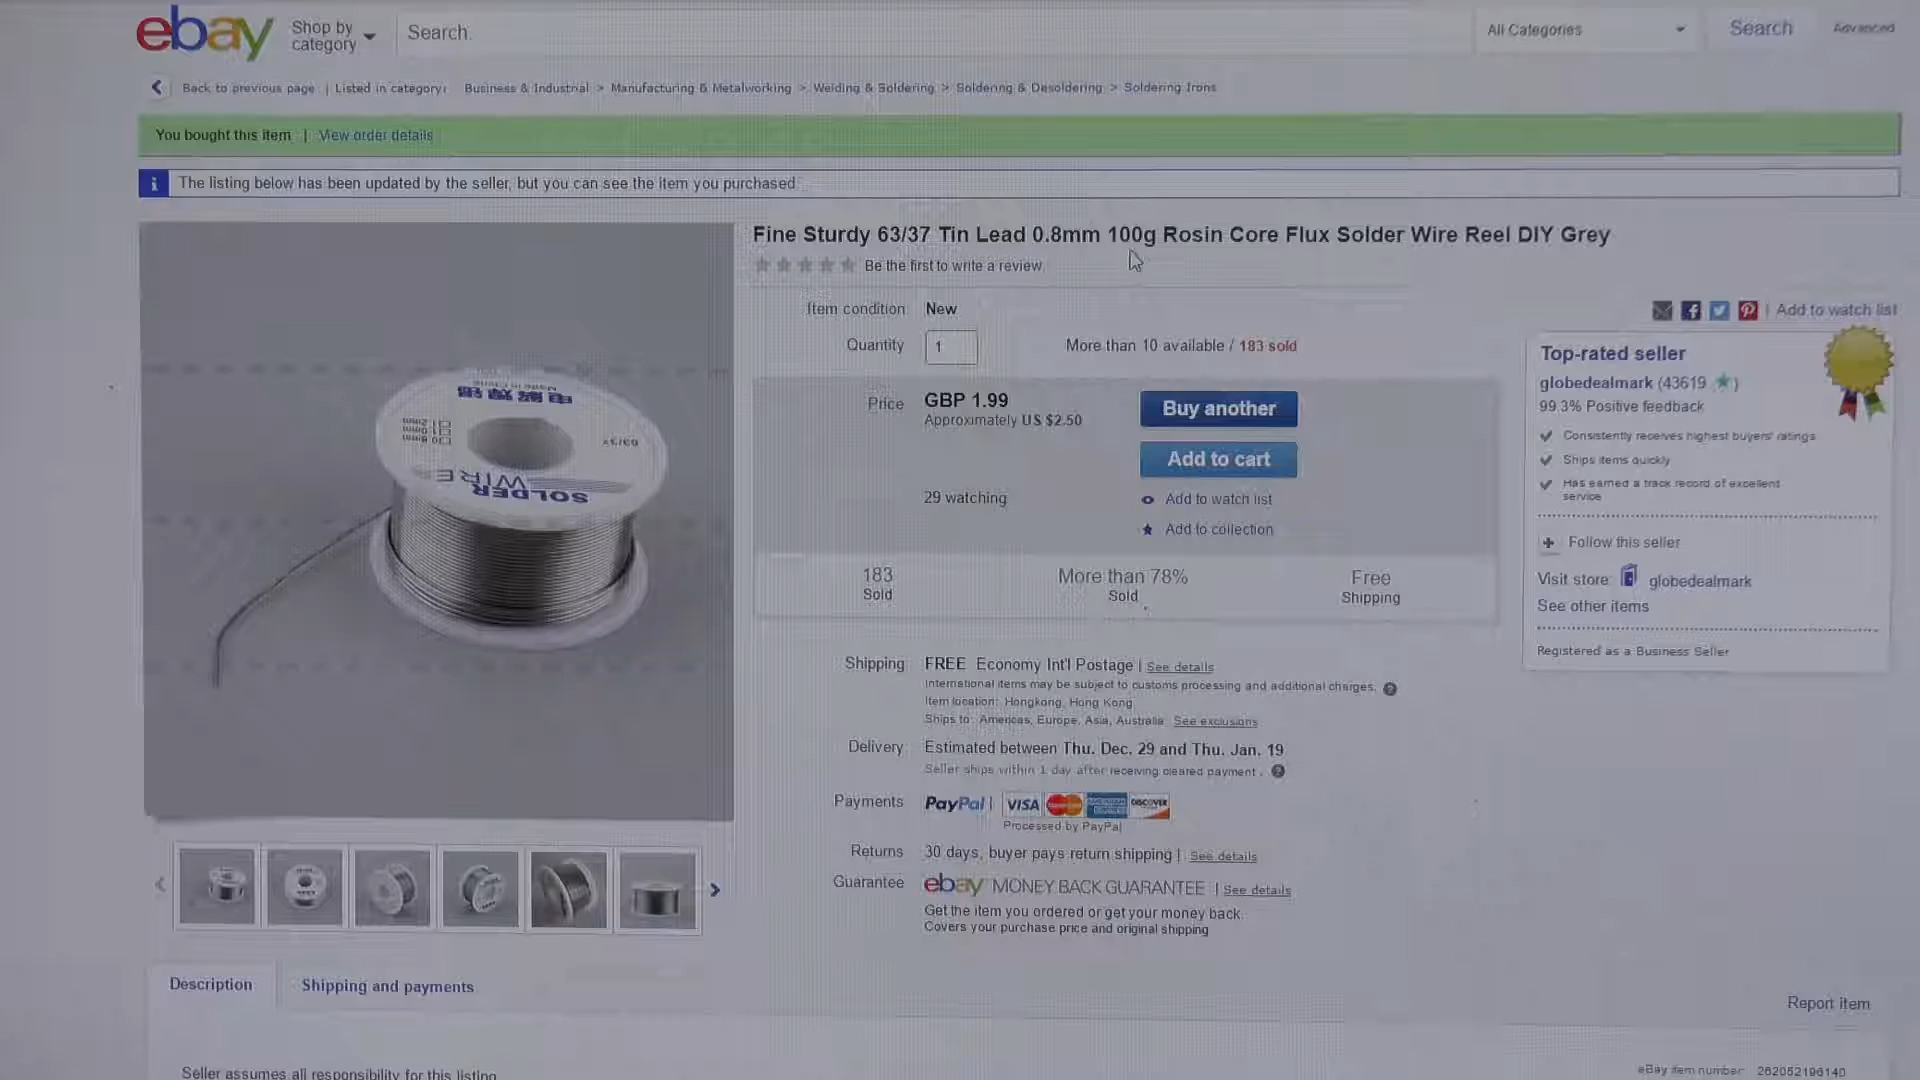 ebay
Shop by category
Search.
All Categories
Search
Advanced
Back to previous page | Listed in category: Business & Industrial > Manufacturing & Metalworking > Welding & Soldering > Soldering & Desoldering > Soldering Irons
You bought this item | View order details
i The listing below has been updated by the seller, but you can see the item you purchased.
Fine Sturdy 63/37 Tin Lead 0.8mm 100g Rosin Core Flux Solder Wire Reel DIY Grey
Be the first to write a review.
Item condition: New
Quantity: 1 More than 10 available / 183 sold
Price: GBP 1.99
Approximately US $2.50
Buy another
Add to cart
29 watching
Add to watch list
Add to collection
183 Sold
More than 78% Sold
Free Shipping
Shipping: FREE Economy Int'l Postage | See details
International items may be subject to customs processing and additional charges.
Item location: Hongkong, Hong Kong
Ships to: Americas, Europe, Asia, Australia See exclusions
Delivery: Estimated between Thu. Dec. 29 and Thu. Jan. 19
Seller ships within 1 day after receiving cleared payment.
Payments: PayPal | VISA MasterCard AMERICAN EXPRESS DISCOVER
Processed by PayPal
Returns: 30 days, buyer pays return shipping | See details
Guarantee: ebay MONEY BACK GUARANTEE | See details
Get the item you ordered or get your money back.
Covers your purchase price and original shipping.
| Add to watch list
Top-rated seller
globedealmark (43619 )
99.3% Positive feedback
Consistently receives highest buyers' ratings
Ships items quickly
Has earned a track record of excellent service
Follow this seller
Visit store: globedealmark
See other items
Registered as a Business Seller
电解焊锡
Made in China
63/37
SOLDER
WIRE
Description
Shipping and payments
Report item
Seller assumes all responsibility for this listing.
eBay item number: 262052196140